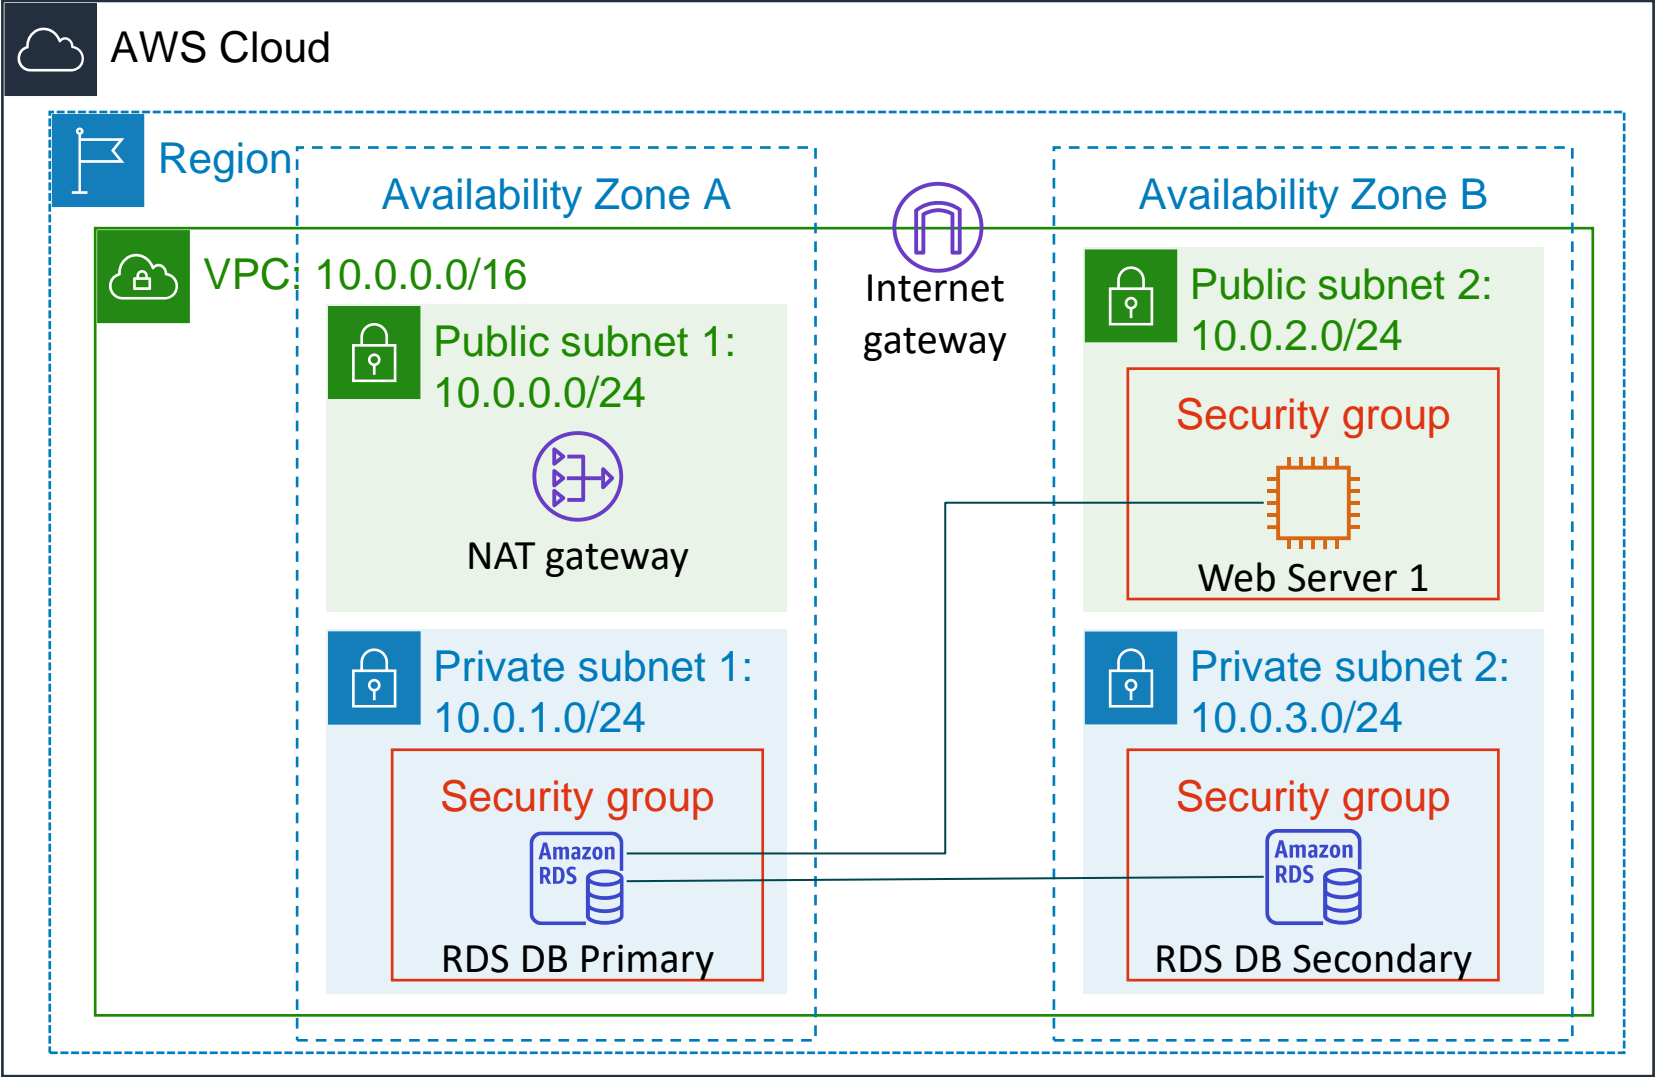 AWS Cloud
Region
Availability Zone A
Availability Zone B
VPC: 10.0.0.0/16
Internet
gateway
Public subnet 1:
10.0.0.0/24
NAT gateway
Public subnet 2:
10.0.2.0/24
Security group
Web Server 1
Private subnet 1:
10.0.1.0/24
Security group
Amazon
RDS
RDS DB Primary
Private subnet 2:
10.0.3.0/24
Security group
Amazon
RDS
RDS DB Secondary